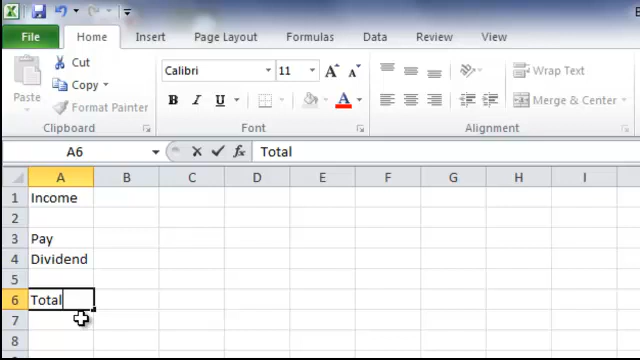 File Home Insert Page Layout Formulas Data Review View
Cut
Copy
Format Painter
Paste
Clipboard
Calibri 11 A A
B I U A
Font
Wrap Text
Merge & Center
Alignment
A6 fx Total
A B C D E F G H I
1 Income
2
3 Pay
4 Dividend
5
6 Total
7
8